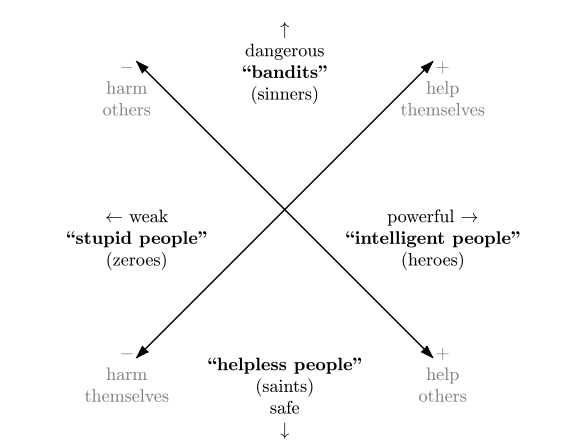 ↑
dangerous
“bandits”
(sinners)
−
harm
others
+
help
themselves
← weak
“stupid people”
(zeroes)
powerful →
“intelligent people”
(heroes)
−
harm
themselves
“helpless people”
(saints)
safe
↓
+
help
others